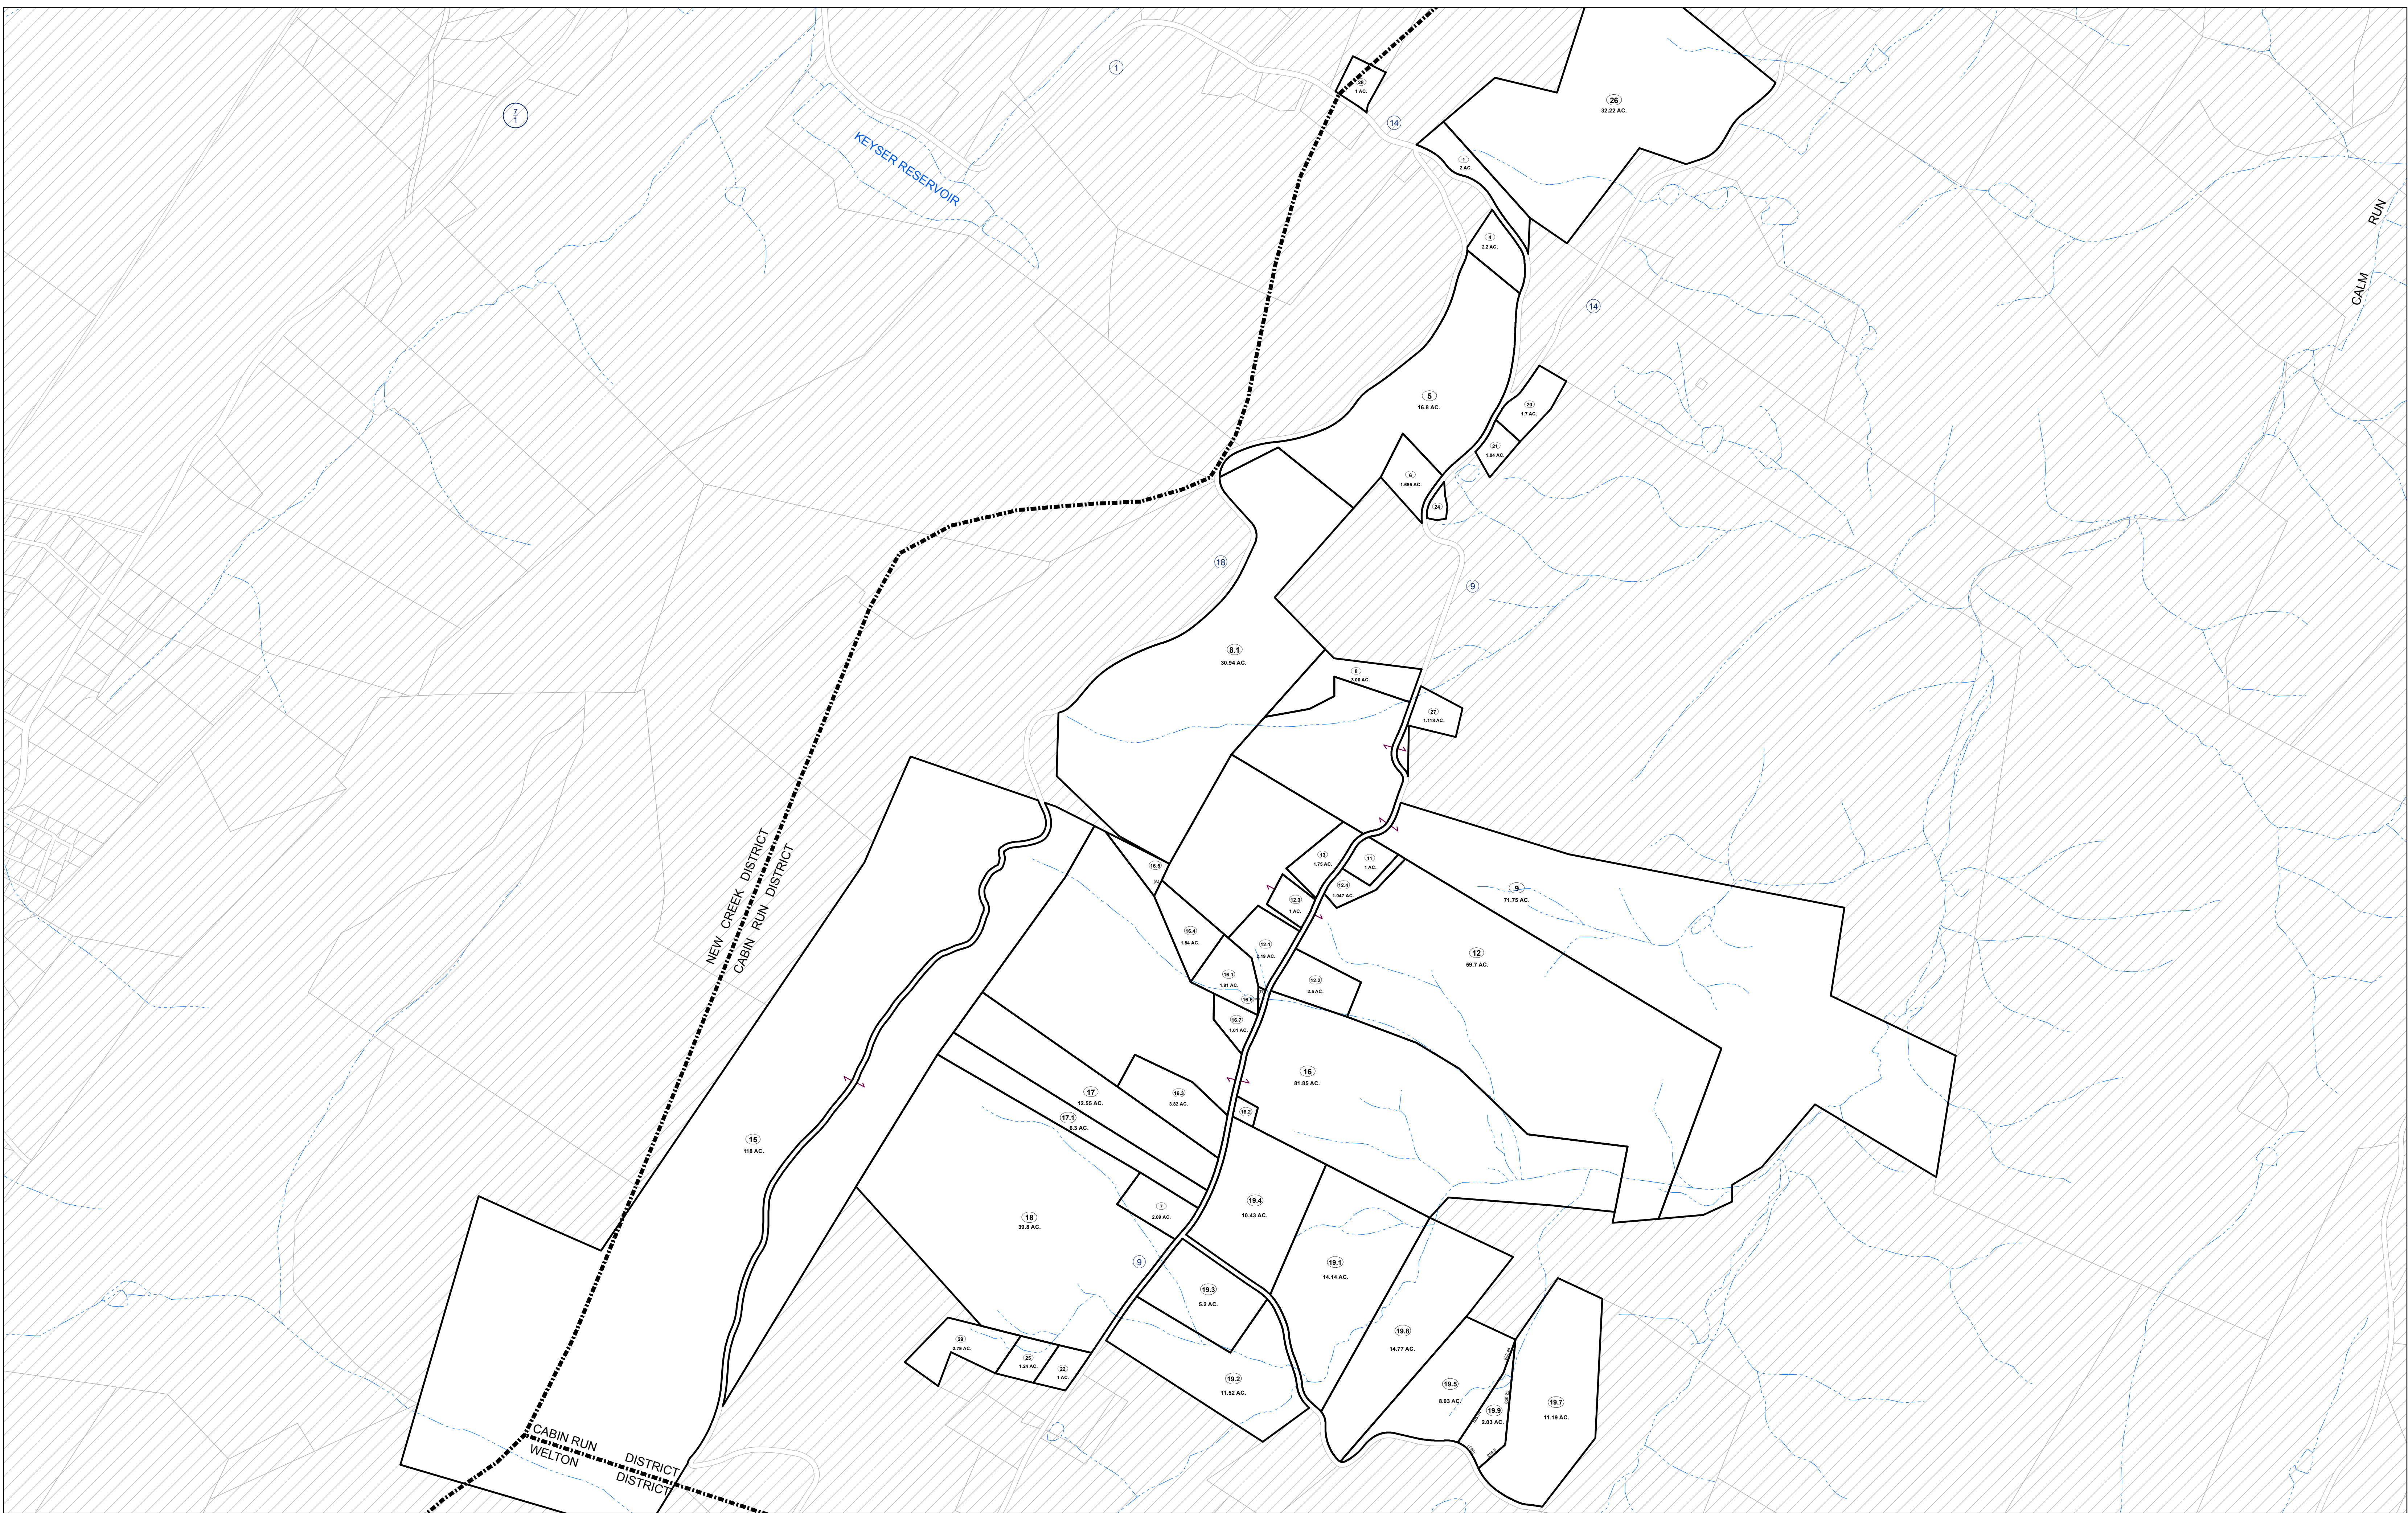 7
1
1
28
1 AC.
14
26
32.22 AC.
KEYSER RESERVOIR
1
2 AC.
RUN
CALM
4
2.2 AC.
14
5
16.8 AC.
20
1.7 AC.
21
1.04 AC.
6
1.665 AC.
24
18
9
8.1
30.94 AC.
8
3.06 AC.
27
1.118 AC.
NEW CREEK DISTRICT
CABIN RUN DISTRICT
16.5
13
1.75 AC.
11
1 AC.
12.4
1.047 AC.
12.3
1 AC.
9
71.75 AC.
16.4
1.84 AC.
12.1
2.19 AC.
12
59.7 AC.
16.1
1.91 AC.
12.2
2.5 AC.
16.6
16.7
1.01 AC.
16
81.85 AC.
17
12.55 AC.
16.3
3.82 AC.
16.2
17.1
6.3 AC.
15
118 AC.
18
39.8 AC.
7
2.09 AC.
19.4
10.43 AC.
9
19.1
14.14 AC.
19.3
5.2 AC.
19.8
14.77 AC.
29
2.79 AC.
25
1.24 AC.
22
1 AC.
19.2
11.52 AC.
19.5
8.03 AC.
19.9
2.03 AC.
19.7
11.19 AC.
CABIN RUN DISTRICT
WELTON DISTRICT